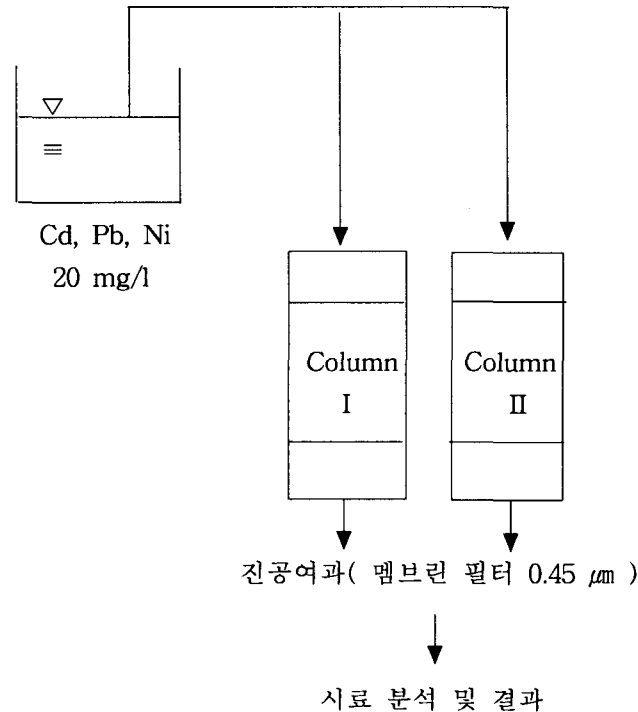 Cd, Pb, Ni
20 mg/l
Column
I
Column
II
진공여과( 멤브린 필터 0.45 ㎛ )
시료 분석 및 결과